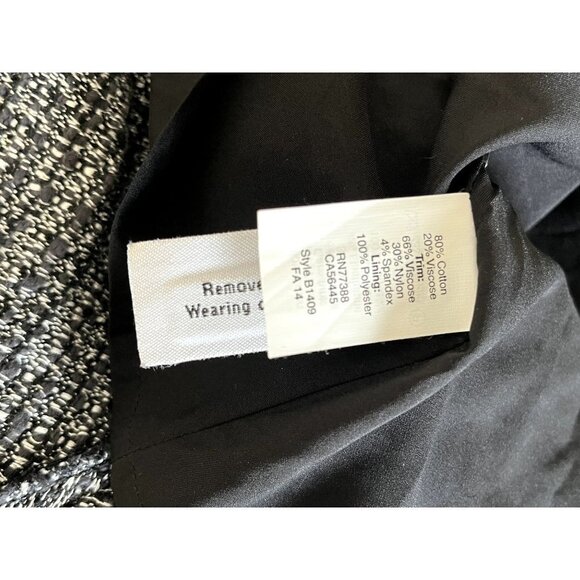 80% Cotton
20% Viscose
Trim:
66% Viscose
30% Nylon
4% Spandex
Lining:
100% Polyester
RN77388
CA56445
Style B1409
FA 14
Remove
Wearing